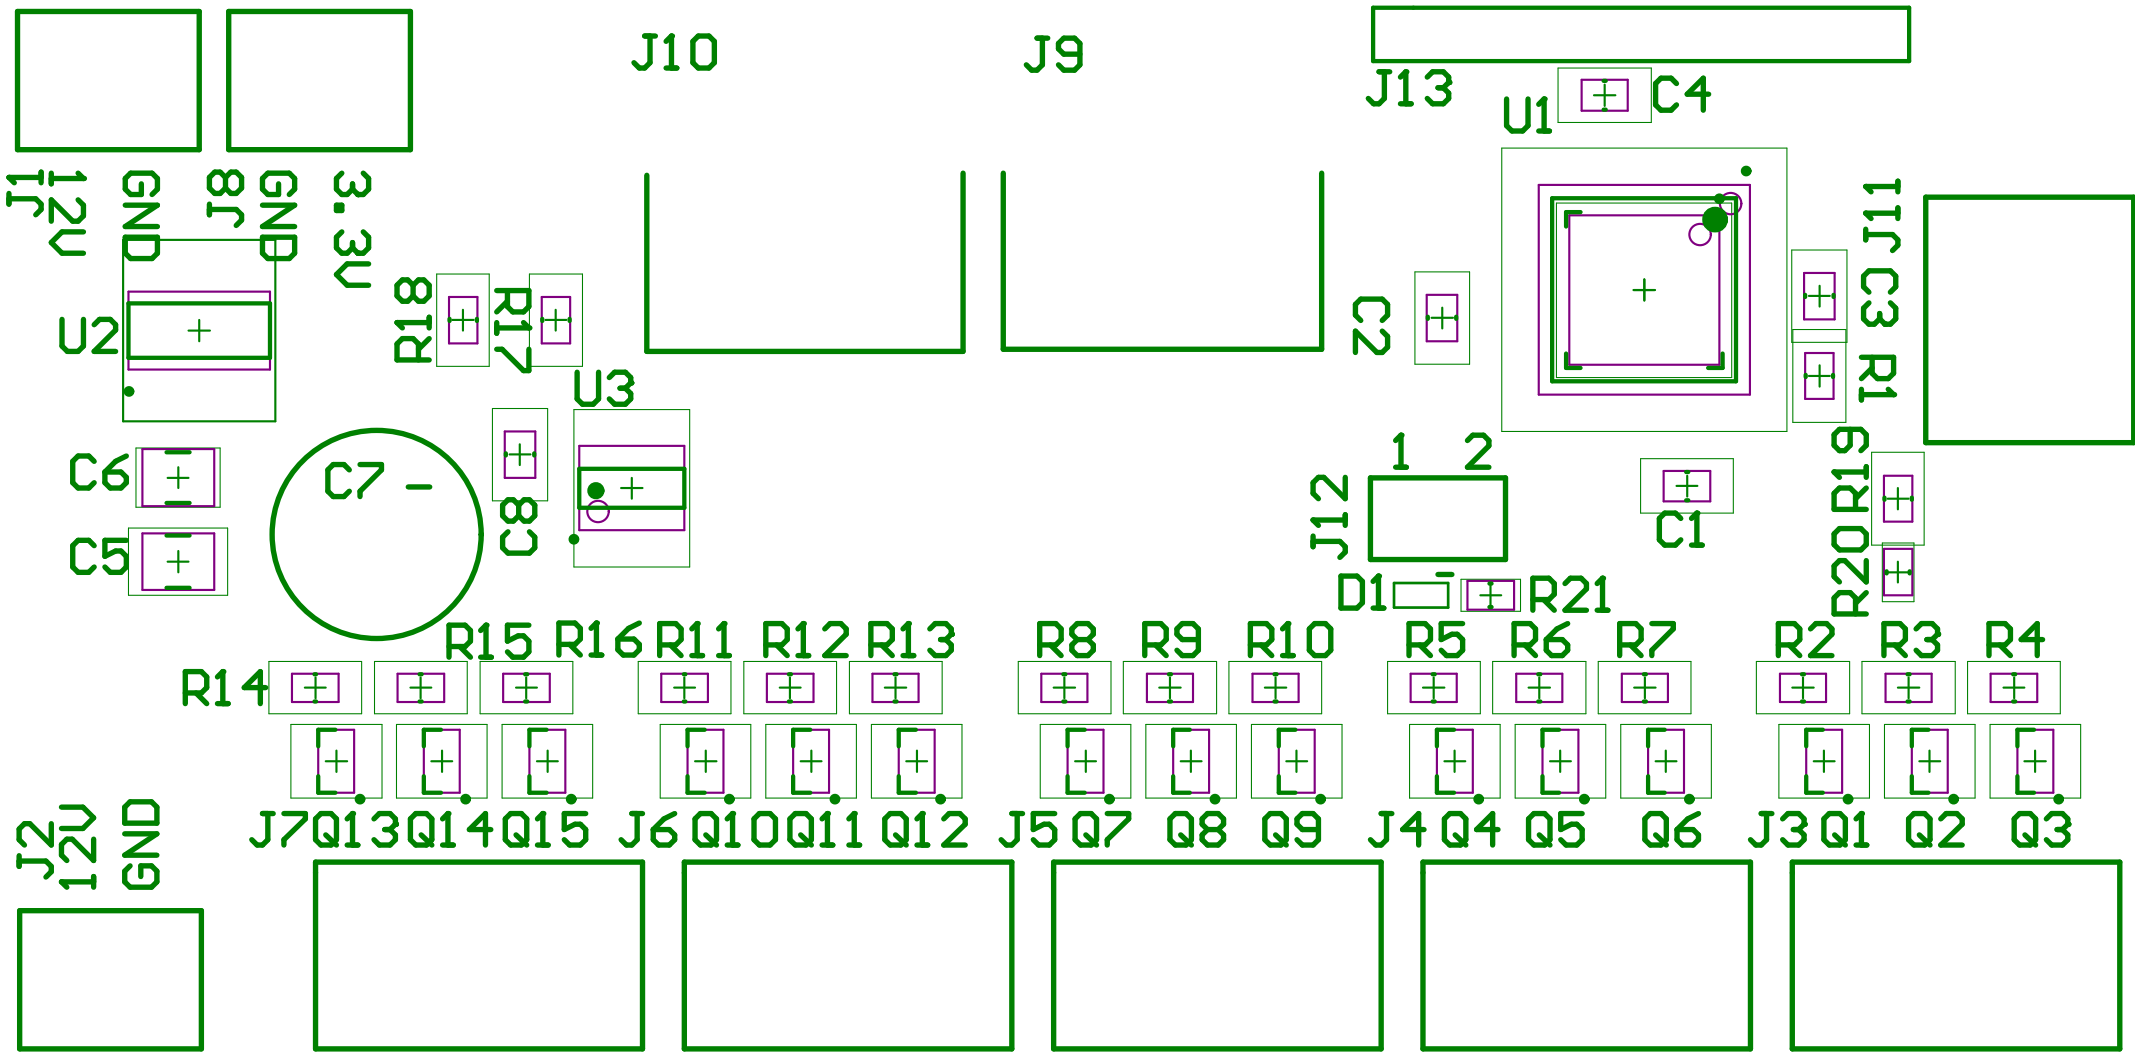 J10
J9
J13
C4
U1
J1
12V
GND
J8
GND
3.3V
J11
C3
R18
R17
C2
U2
R1
U3
C6
C7 -
C8
1 2
R19
J12
C1
C5
D1 -
R21
R20
R15 R16 R11 R12 R13 R8 R9 R10 R5 R6 R7 R2 R3 R4
R14
J7 Q13 Q14 Q15 J6 Q10 Q11 Q12 J5 Q7 Q8 Q9 J4 Q4 Q5 Q6 J3 Q1 Q2 Q3
J2
12V
GND